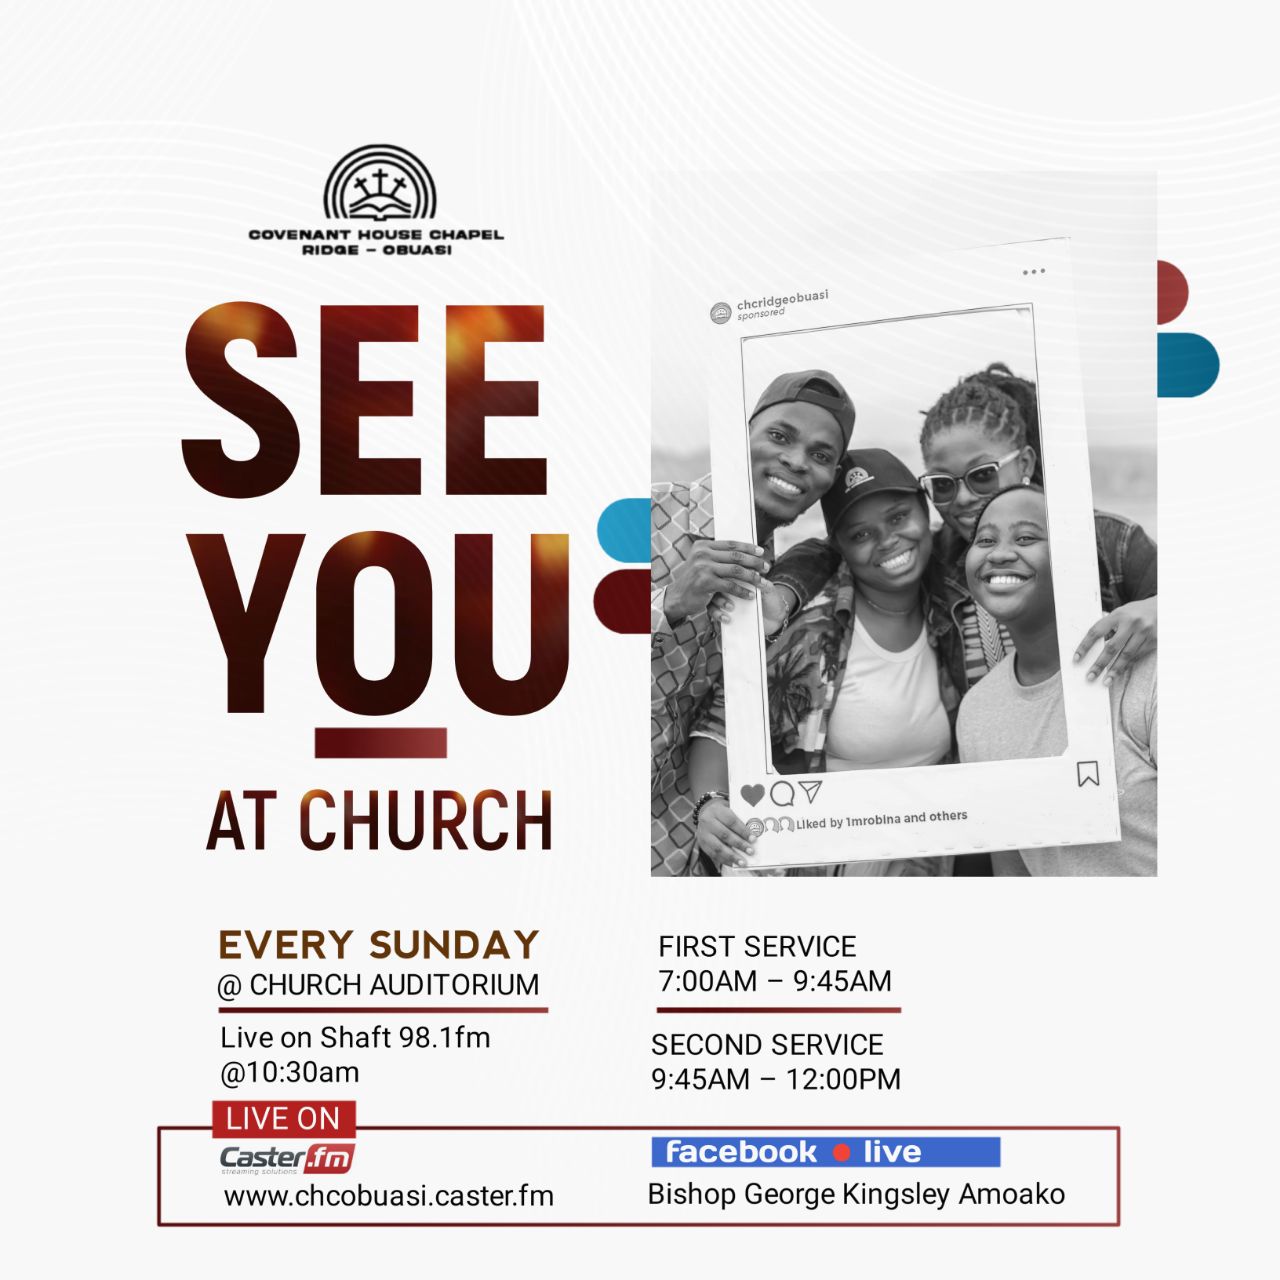 COVENANT HOUSE CHAPEL
RIDGE – OBUASI
SEE
YOU
AT CHURCH
chcridgeobuasi
sponsored
Liked by 1mrobina and others
EVERY SUNDAY
@ CHURCH AUDITORIUM
Live on Shaft 98.1fm
@10:30am
FIRST SERVICE
7:00AM – 9:45AM
SECOND SERVICE
9:45AM – 12:00PM
LIVE ON
Caster.fm
streaming solutions
www.chcobuasi.caster.fm
facebook live
Bishop George Kingsley Amoako